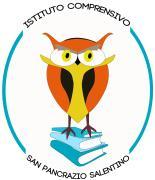 ISTITUTO COMPRENSIVO
SAN PANCRAZIO SALENTINO